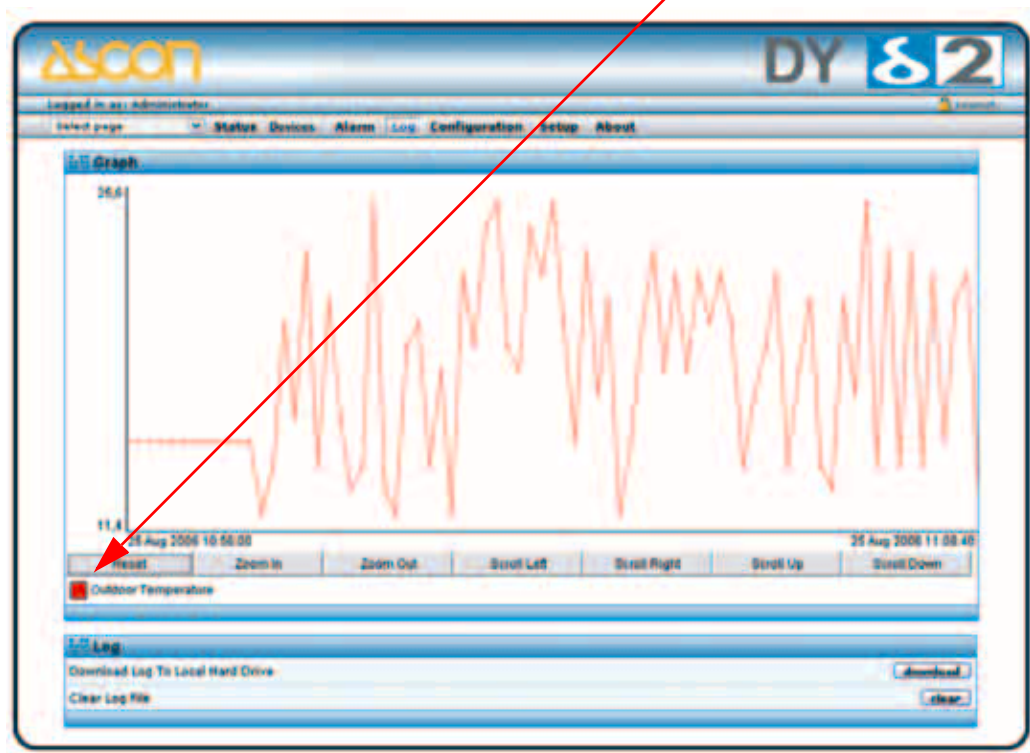 ASCON
DY 82
Logged in as: Administrator
Select page Status Devices Alarm Log Configuration Setup About
Graph
26,6
11,4
25 Aug 2006 10:58:00 25 Aug 2006 11:08:40
Reset Zoom In Zoom Out Scroll Left Scroll Right Scroll Up Scroll Down
Outdoor Temperature
Log
Download Log To Local Hard Drive download
Clear Log File clear